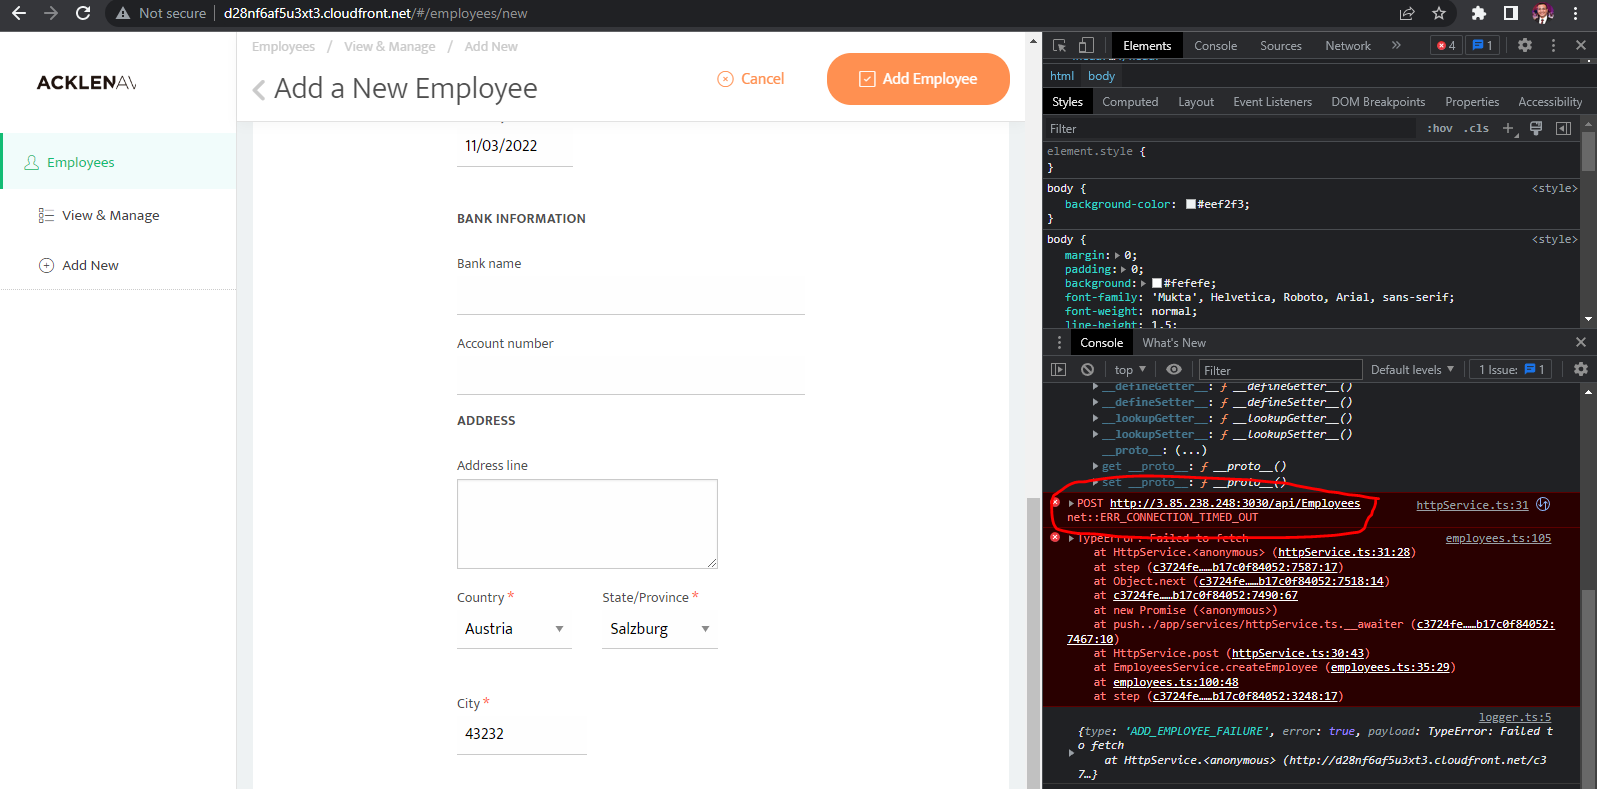 Not secure
d28nf6af5u3xt3.cloudfront.net/#/employees/new
ACKLENAV
Employees
View & Manage
Add New
Employees / View & Manage / Add New
Add a New Employee
Cancel
Add Employee
11/03/2022
BANK INFORMATION
Bank name
Account number
ADDRESS
Address line
Country *
State/Province *
Austria
Salzburg
City *
43232
Elements
Console
Sources
Network
4
1
html
body
Styles
Computed
Layout
Event Listeners
DOM Breakpoints
Properties
Accessibility
Filter
:hov
.cls
element.style {
}
body {
<style>
background-color: #eef2f3;
}
body {
<style>
margin: 0;
padding: 0;
background: #fefefe;
font-family: 'Mukta', Helvetica, Roboto, Arial, sans-serif;
font-weight: normal;
line-height: 1.5;
Console
What's New
top
Filter
Default levels
1 Issue: 1
__defineGetter__: ƒ __defineGetter__()
__defineSetter__: ƒ __defineSetter__()
__lookupGetter__: ƒ __lookupGetter__()
__lookupSetter__: ƒ __lookupSetter__()
__proto__: (...)
get __proto__: ƒ __proto__()
set __proto__: ƒ __proto__()
POST http://3.85.238.248:3030/api/Employees
httpService.ts:31
net::ERR_CONNECTION_TIMED_OUT
TypeError: Failed to fetch
employees.ts:105
at HttpService.<anonymous> (httpService.ts:31:28)
at step (c3724fe……b17c0f84052:7587:17)
at Object.next (c3724fe……b17c0f84052:7518:14)
at c3724fe……b17c0f84052:7490:67
at new Promise (<anonymous>)
at push../app/services/httpService.ts.__awaiter (c3724fe……b17c0f84052:
7467:10)
at HttpService.post (httpService.ts:30:43)
at EmployeesService.createEmployee (employees.ts:35:29)
at employees.ts:100:48
at step (c3724fe……b17c0f84052:3248:17)
logger.ts:5
{type: 'ADD_EMPLOYEE_FAILURE', error: true, payload: TypeError: Failed t
o fetch
at HttpService.<anonymous> (http://d28nf6af5u3xt3.cloudfront.net/c3
7…}